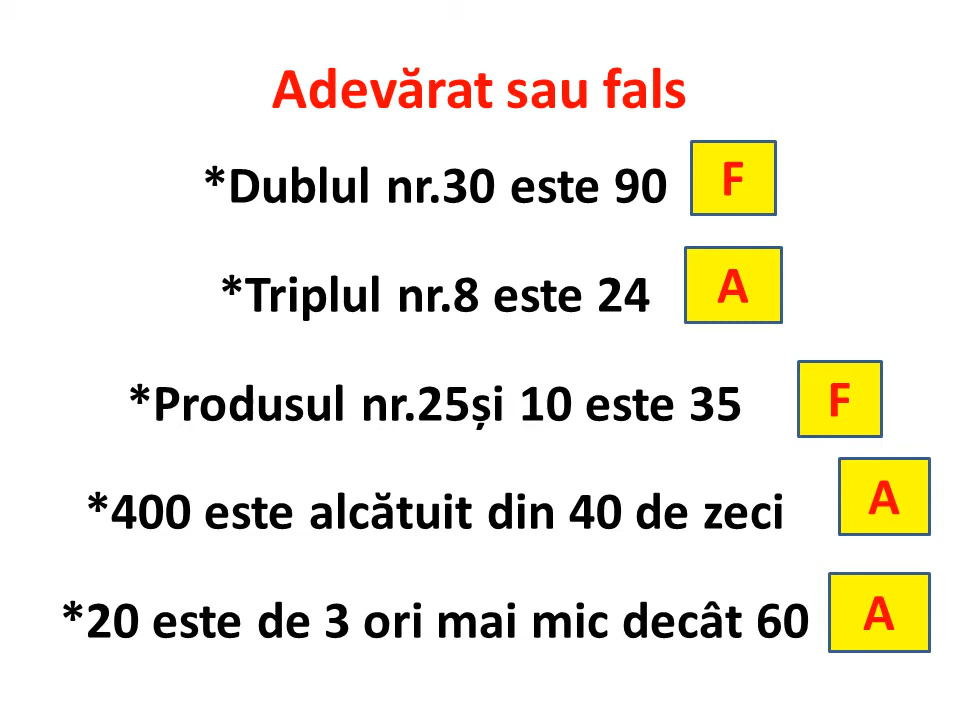 Adevărat sau fals
*Dublul nr.30 este 90 F
*Triplul nr.8 este 24 A
*Produsul nr.25și 10 este 35 F
*400 este alcătuit din 40 de zeci A
*20 este de 3 ori mai mic decât 60 A